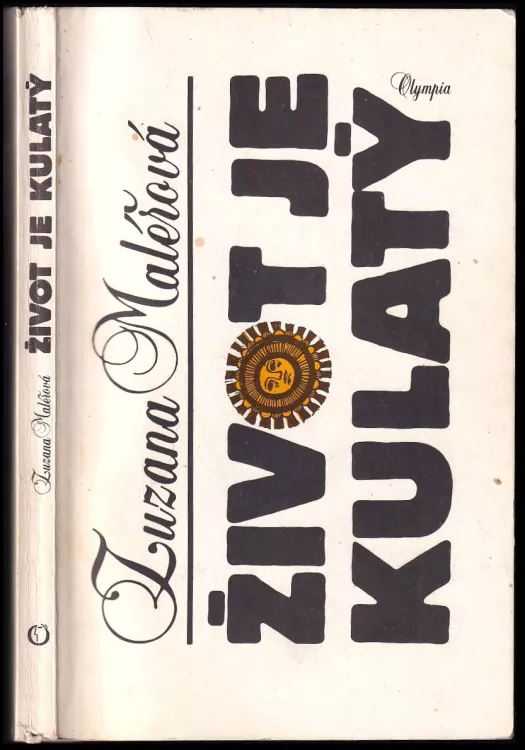 Zuzana Maléřová ŽIVOT JE KULATÝ
Zuzana Maléřová
ŽIVOT JE
KULATÝ
Olympia